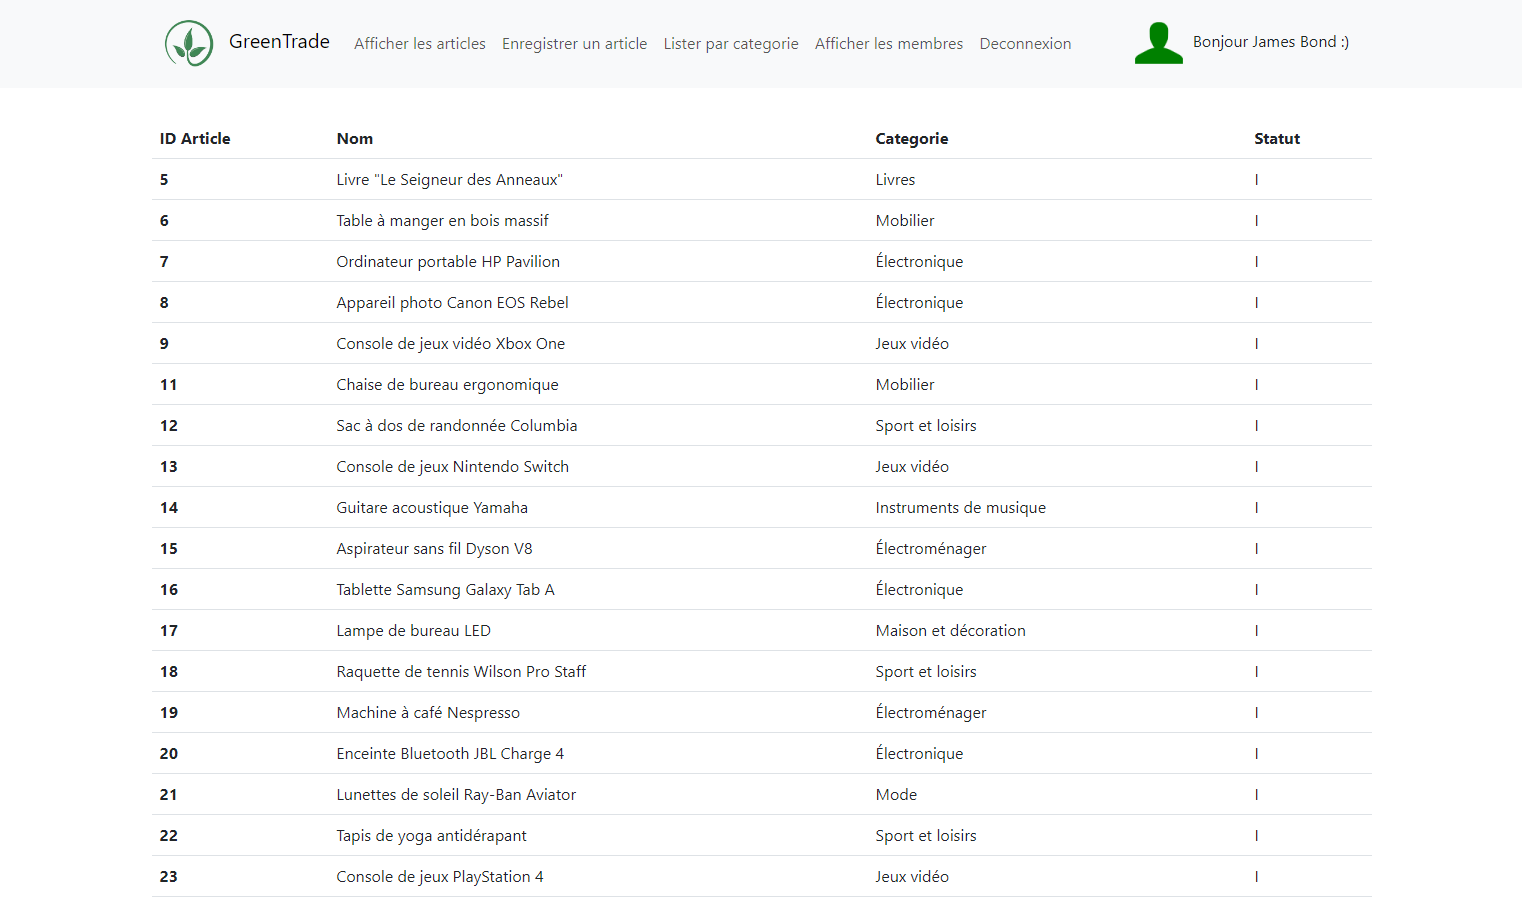 GreenTrade Afficher les articles Enregistrer un article Lister par categorie Afficher les membres Deconnexion Bonjour James Bond :)
ID Article Nom Categorie Statut
5 Livre "Le Seigneur des Anneaux" Livres I
6 Table à manger en bois massif Mobilier I
7 Ordinateur portable HP Pavilion Électronique I
8 Appareil photo Canon EOS Rebel Électronique I
9 Console de jeux vidéo Xbox One Jeux vidéo I
11 Chaise de bureau ergonomique Mobilier I
12 Sac à dos de randonnée Columbia Sport et loisirs I
13 Console de jeux Nintendo Switch Jeux vidéo I
14 Guitare acoustique Yamaha Instruments de musique I
15 Aspirateur sans fil Dyson V8 Électroménager I
16 Tablette Samsung Galaxy Tab A Électronique I
17 Lampe de bureau LED Maison et décoration I
18 Raquette de tennis Wilson Pro Staff Sport et loisirs I
19 Machine à café Nespresso Électroménager I
20 Enceinte Bluetooth JBL Charge 4 Électronique I
21 Lunettes de soleil Ray-Ban Aviator Mode I
22 Tapis de yoga antidérapant Sport et loisirs I
23 Console de jeux PlayStation 4 Jeux vidéo I